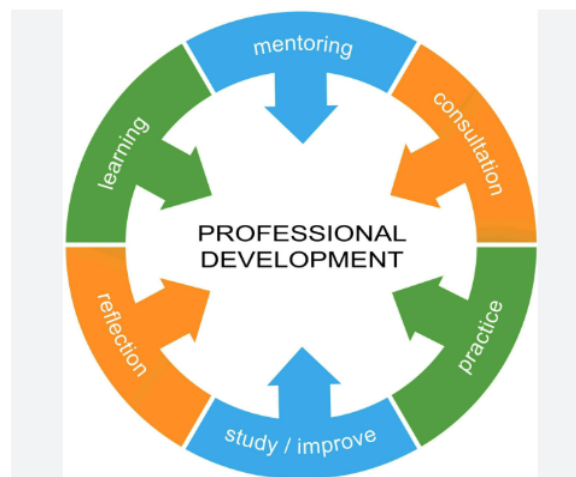 mentoring
consultation
learning
PROFESSIONAL
DEVELOPMENT
reflection
practice
study / improve